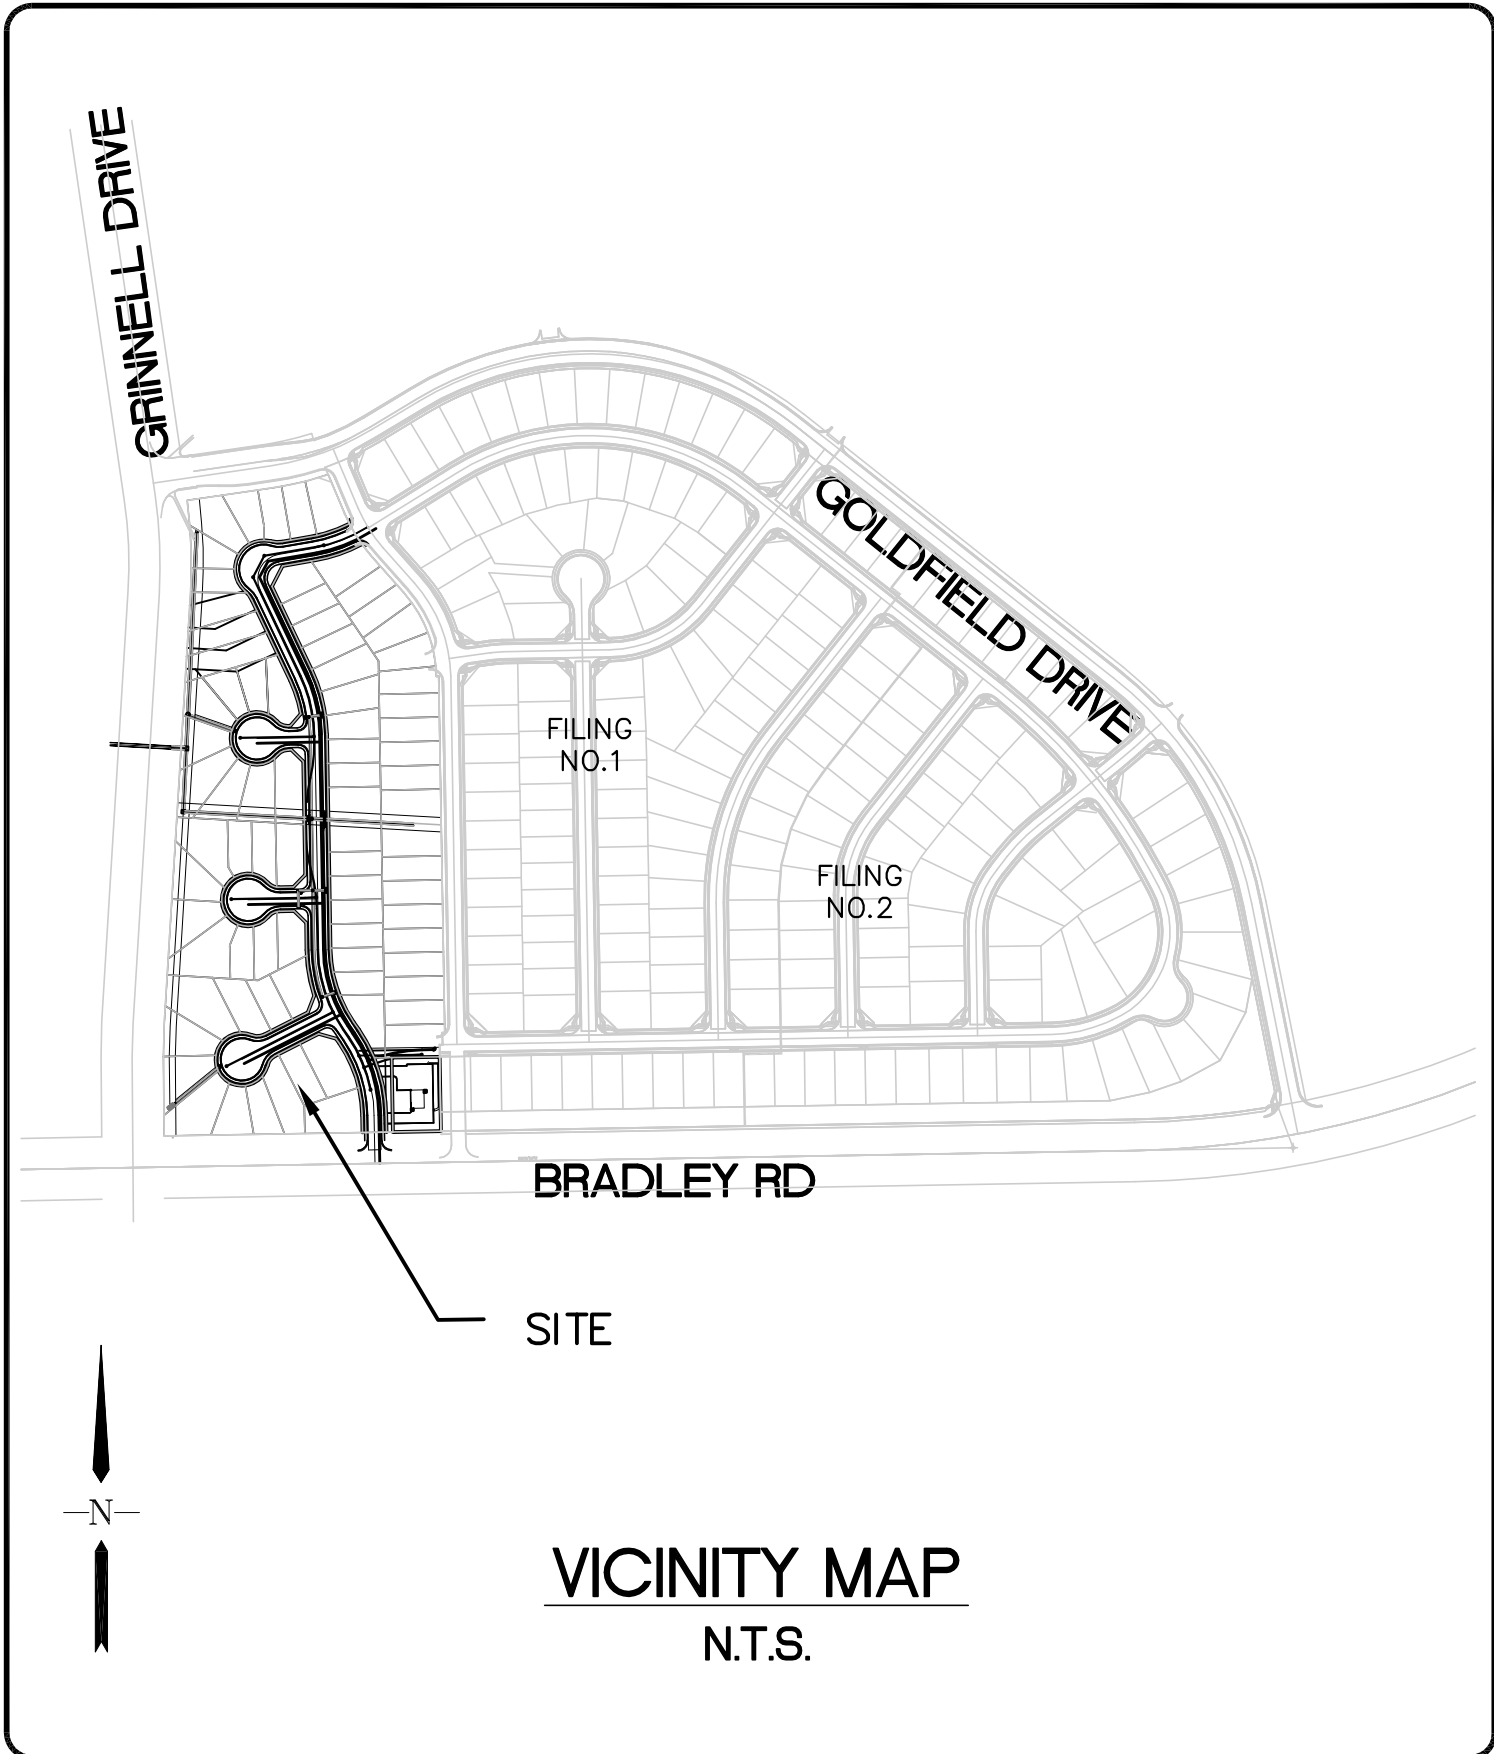 GRINNELL DRIVE
GOLDFIELD DRIVE
FILING
NO.1
FILING
NO.2
BRADLEY RD
SITE
N
VICINITY MAP
N.T.S.